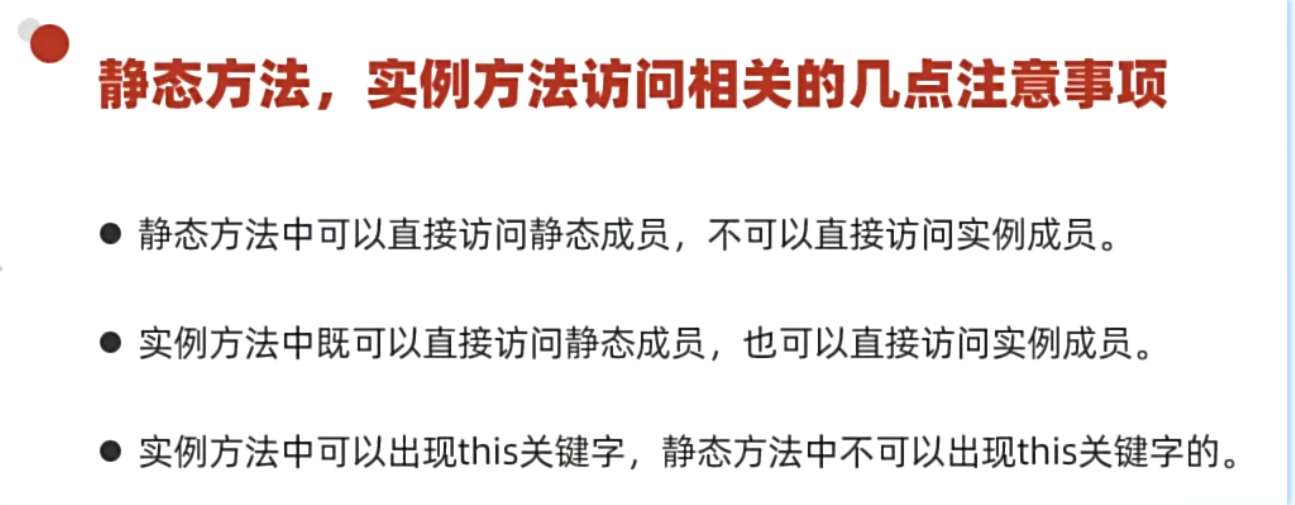 静态方法，实例方法访问相关的几点注意事项
● 静态方法中可以直接访问静态成员，不可以直接访问实例成员。
● 实例方法中既可以直接访问静态成员，也可以直接访问实例成员。
● 实例方法中可以出现this关键字，静态方法中不可以出现this关键字的。